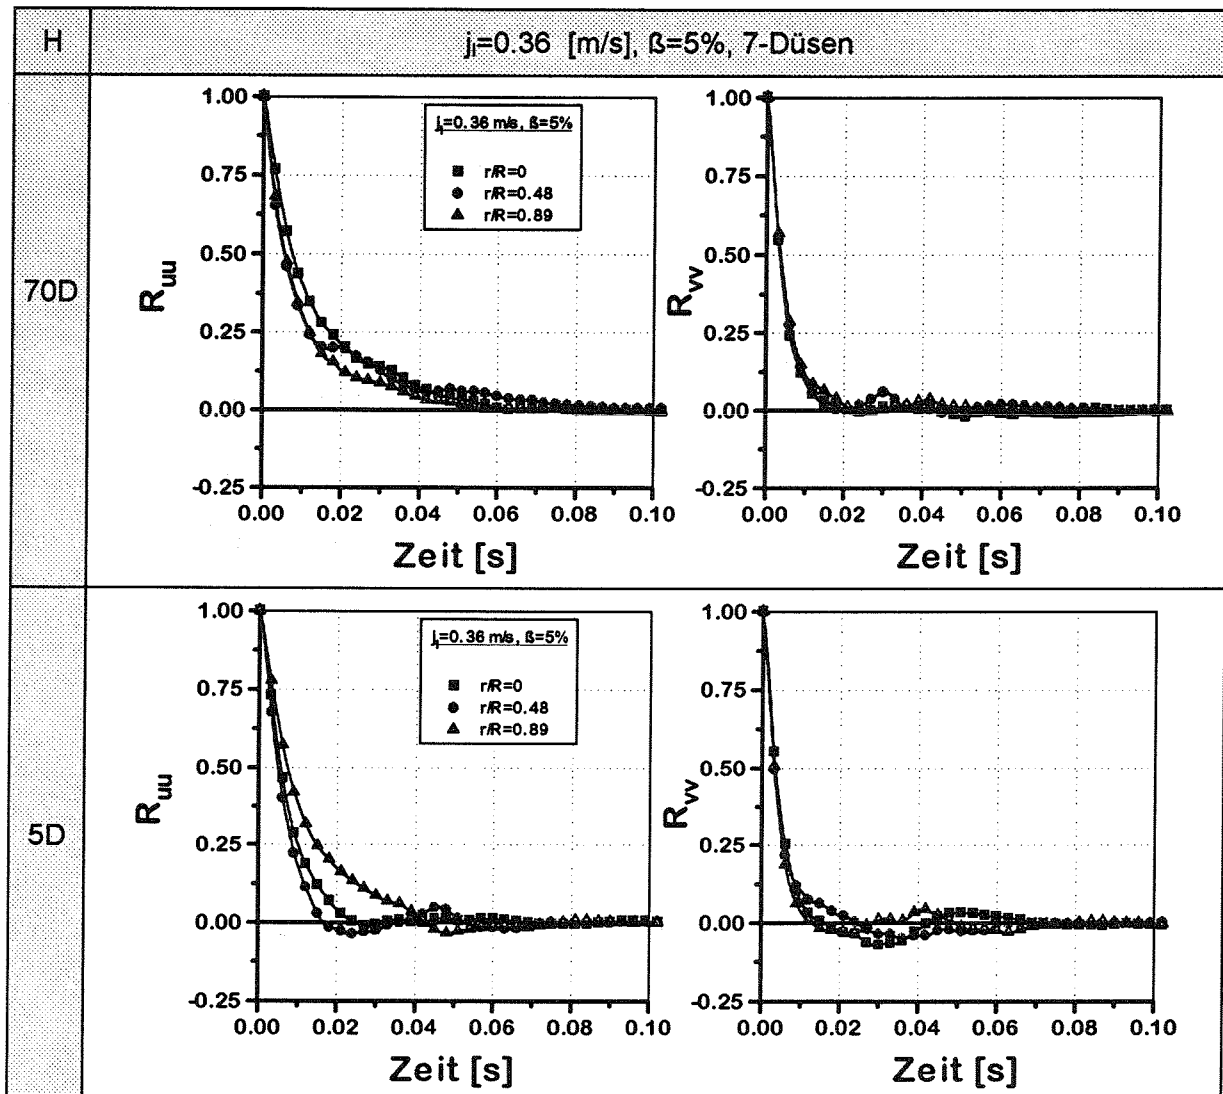 H
j_l=0.36 [m/s], ß=5%, 7-Düsen
70D
R_uu
1.00
0.75
0.50
0.25
0.00
-0.25
j_l=0.36 m/s, ß=5%
r/R=0
r/R=0.48
r/R=0.89
0.00 0.02 0.04 0.06 0.08 0.10
Zeit [s]
R_vv
1.00
0.75
0.50
0.25
0.00
-0.25
0.00 0.02 0.04 0.06 0.08 0.10
Zeit [s]
5D
R_uu
1.00
0.75
0.50
0.25
0.00
-0.25
j_l=0.36 m/s, ß=5%
r/R=0
r/R=0.48
r/R=0.89
0.00 0.02 0.04 0.06 0.08 0.10
Zeit [s]
R_vv
1.00
0.75
0.50
0.25
0.00
-0.25
0.00 0.02 0.04 0.06 0.08 0.10
Zeit [s]